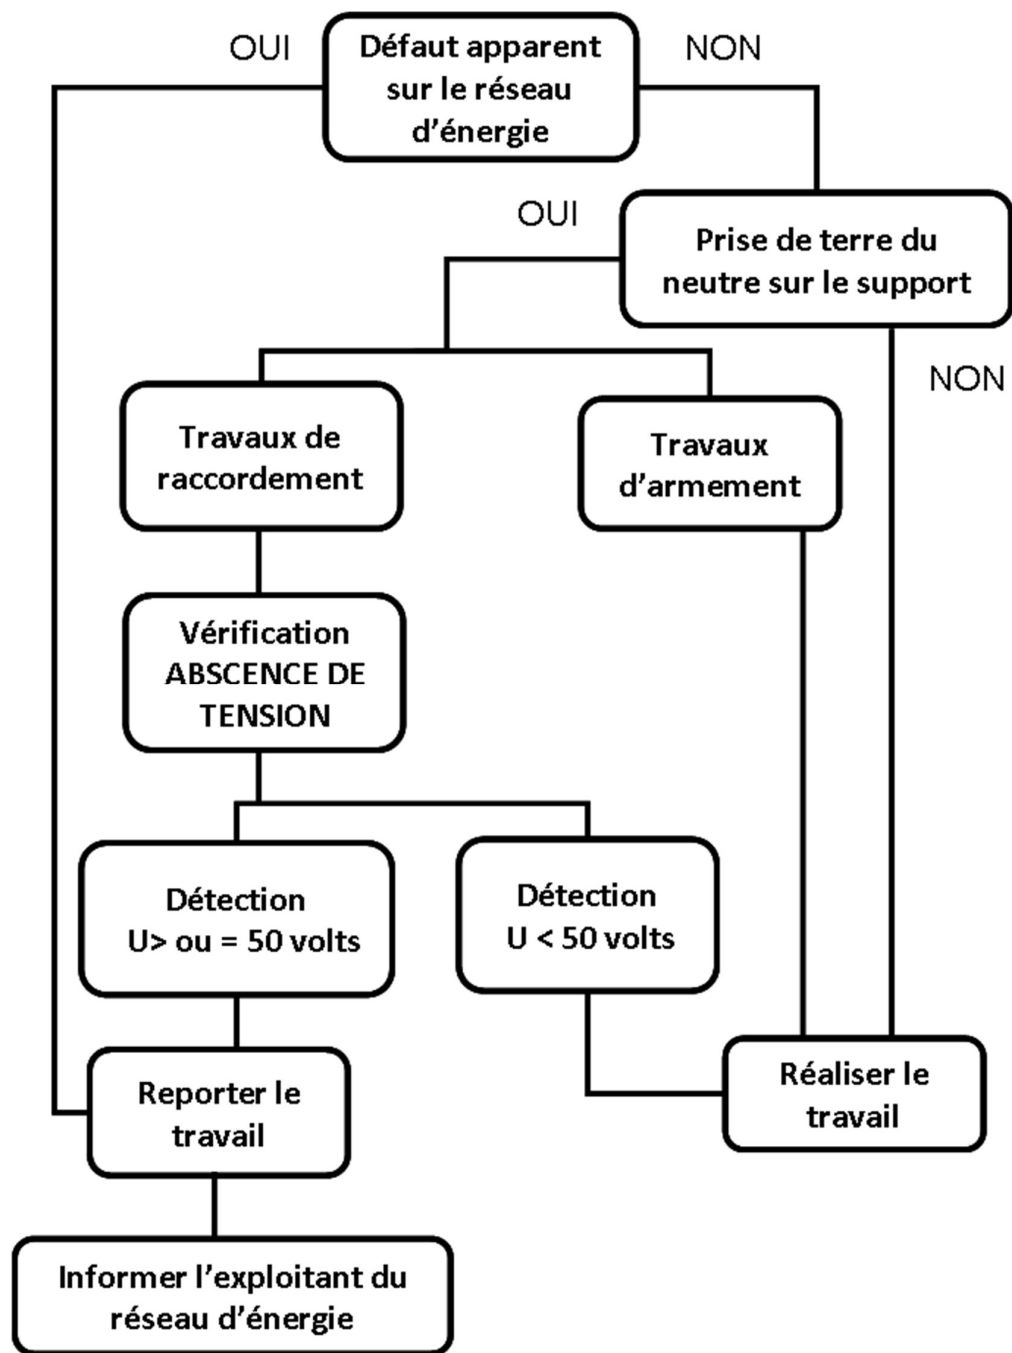 OUI
Défaut apparent
sur le réseau
d'énergie
NON
OUI
Prise de terre du
neutre sur le support
NON
Travaux de
raccordement
Travaux
d'armement
Vérification
ABSCENCE DE
TENSION
Détection
U> ou = 50 volts
Détection
U < 50 volts
Reporter le
travail
Réaliser le
travail
Informer l'exploitant du
réseau d'énergie